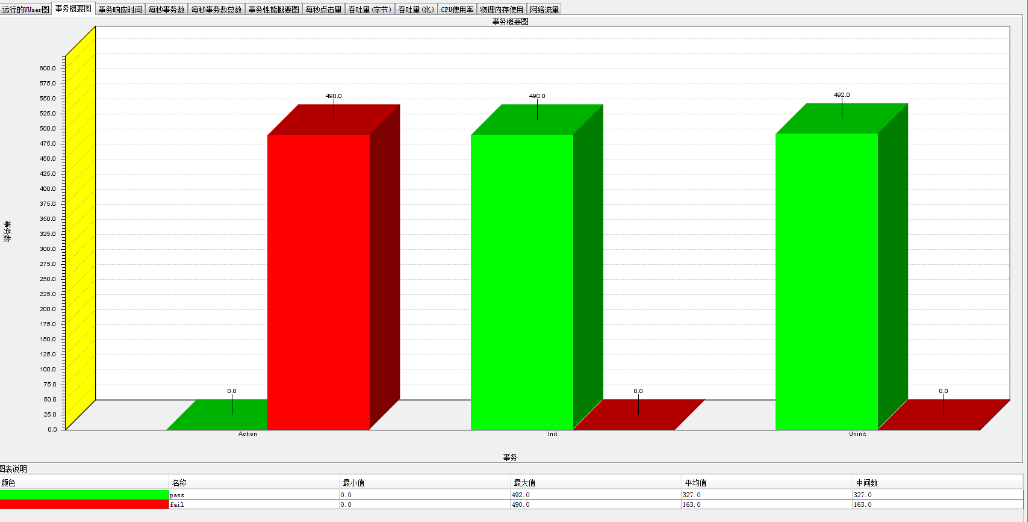 运行的VUser图 事务概要图 事务响应时间 每秒事务数 每秒事务数总数 事务性能概要图 每秒点击量 吞吐量(字节) 吞吐量(兆) CPU使用率 物理内存使用 网络流量
事务概要图
600.0
575.0
550.0
525.0
500.0
475.0
450.0
425.0
400.0
375.0
350.0
325.0
300.0
275.0
250.0
225.0
200.0
175.0
150.0
125.0
100.0
75.0
50.0
25.0
0.0
事务数
0.0 490.0 490.0 0.0 492.0 0.0
Action Init Uninit
事务
图表说明
颜色 名称 最小值 最大值 平均值 中间数
pass 0.0 492.0 327.0 327.0
fail 0.0 490.0 163.0 163.0